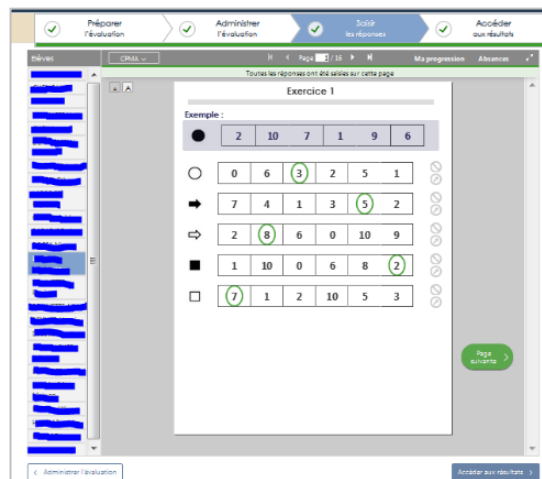 Préparer
l'évaluation
Administrer
l'évaluation
Saisir
les réponses
Accéder
aux résultats
Élèves
CPMA
Page / 16
Ma progression Absences
Toutes les réponses ont été saisies sur cette page
A A
Exercice 1
Exemple :
2 10 7 1 9 6
0 6 3 2 5 1
7 4 1 3 5 2
2 8 6 0 10 9
1 10 0 6 8 2
7 1 2 10 5 3
Page
suivante >
< Administrer l'évaluation
Accéder aux résultats >